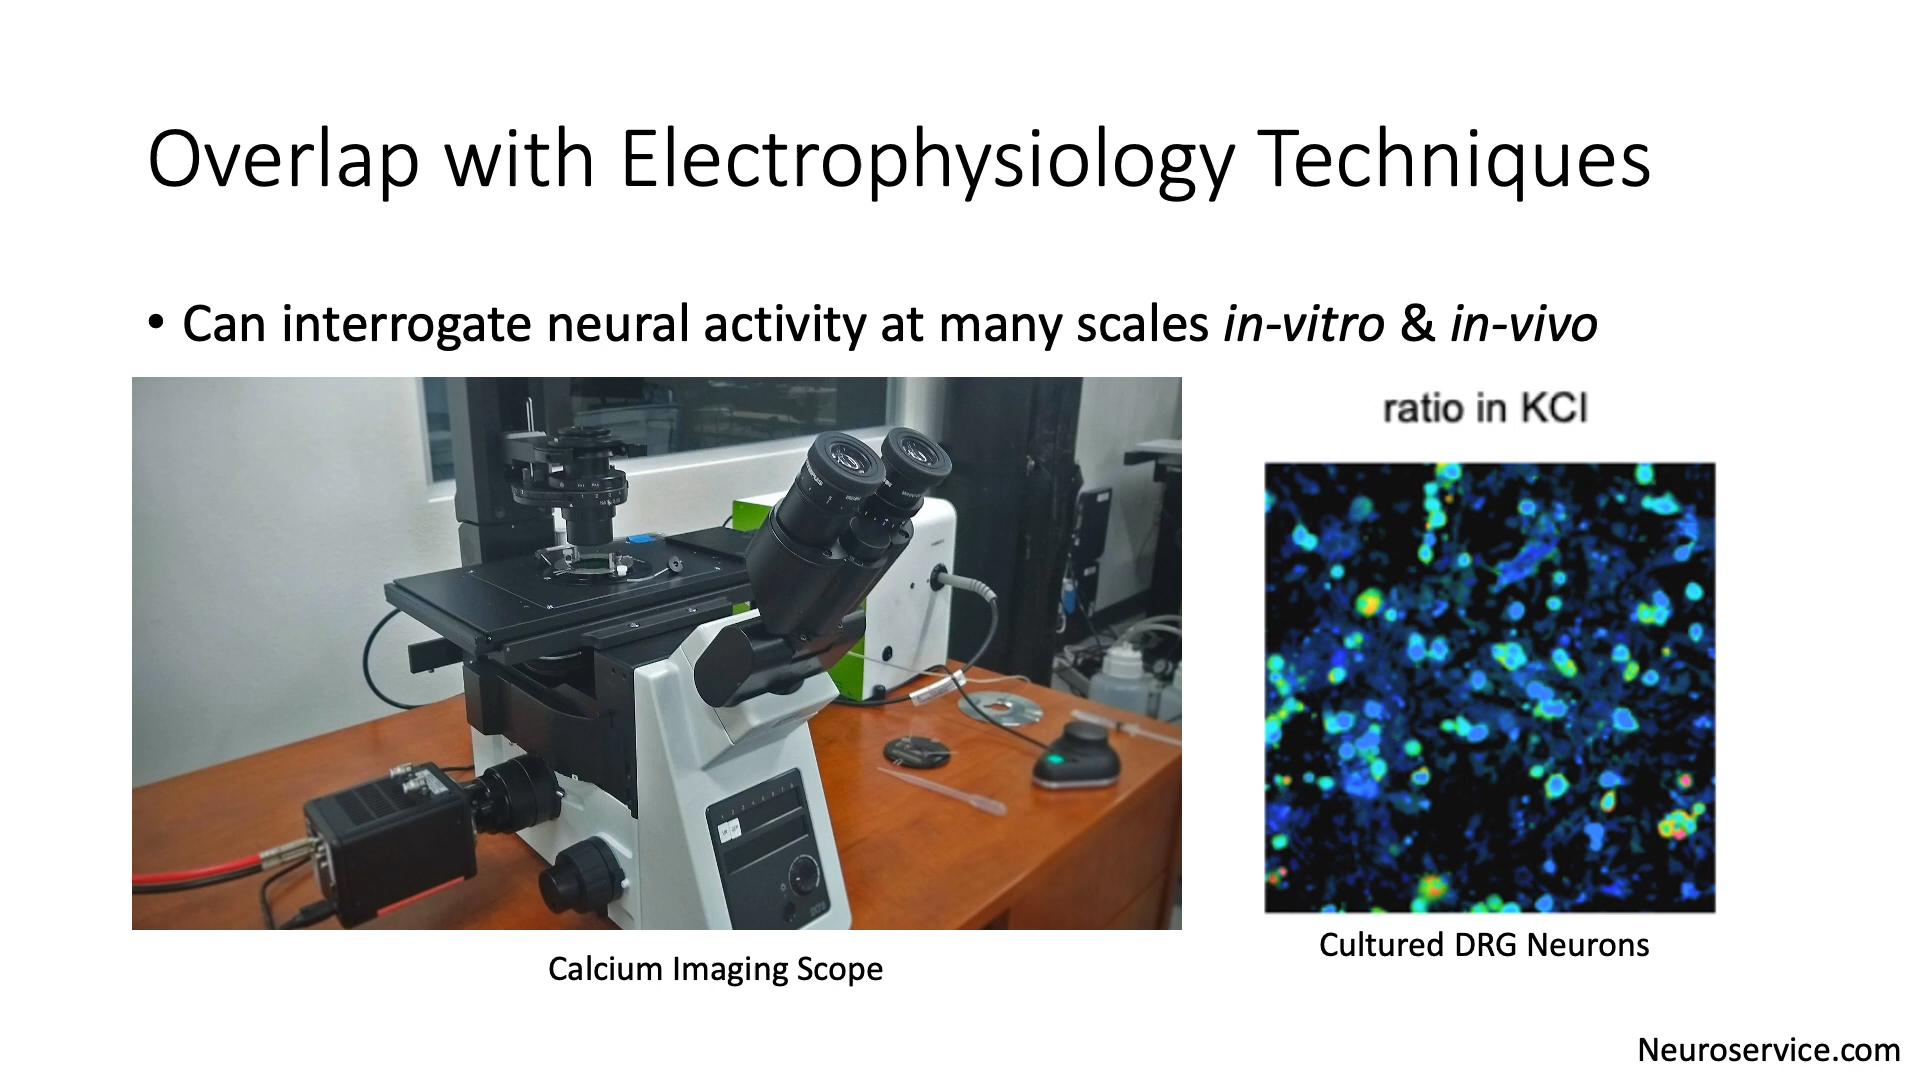 Overlap with Electrophysiology Techniques
• Can interrogate neural activity at many scales in-vitro & in-vivo
ratio in KCl
Calcium Imaging Scope
Cultured DRG Neurons
Neuroservice.com